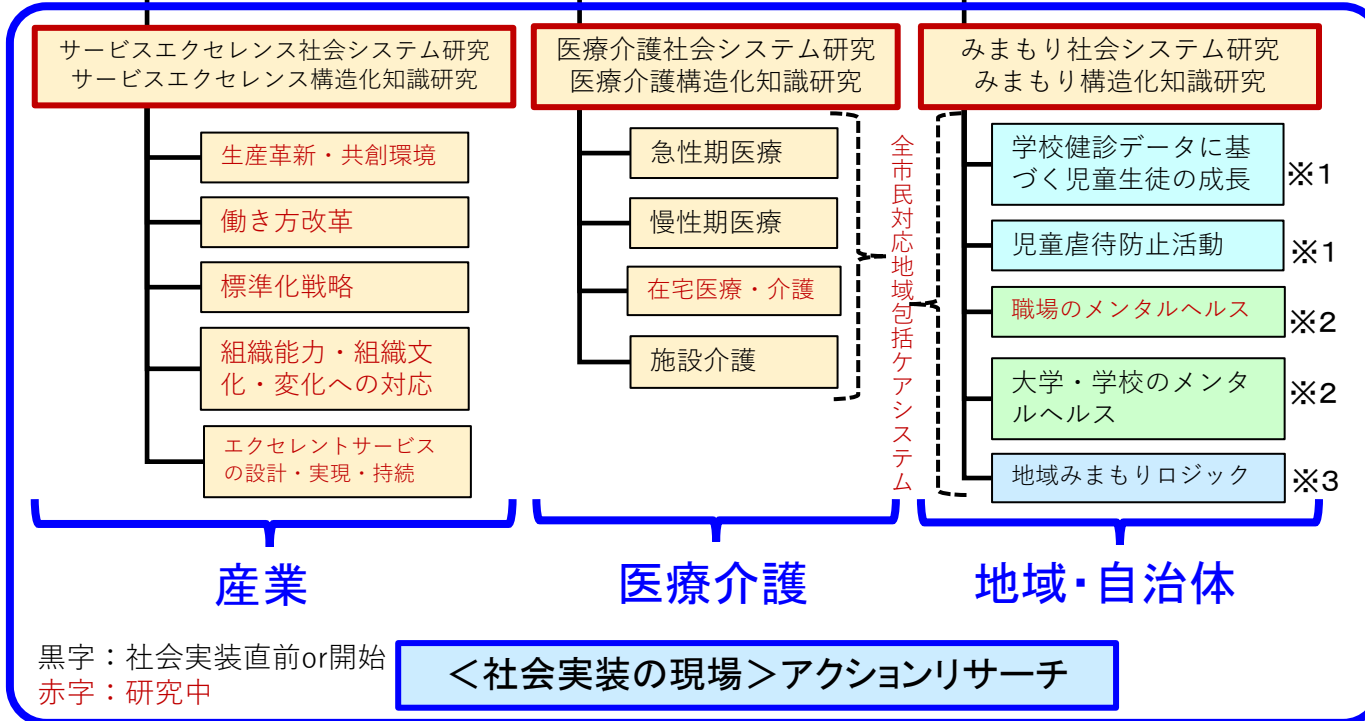 サービスエクセレンス社会システム研究
サービスエクセレンス構造化知識研究
生産革新・共創環境
働き方改革
標準化戦略
組織能力・組織文
化・変化への対応
エクセレントサービス
の設計・実現・持続
産業
医療介護社会システム研究
医療介護構造化知識研究
急性期医療
慢性期医療
在宅医療・介護
施設介護
医療介護
全市民対応地域包括ケアシステム
みまもり社会システム研究
みまもり構造化知識研究
学校健診データに基
づく児童生徒の成長
※1
児童虐待防止活動
※1
職場のメンタルヘルス
※2
大学・学校のメンタ
ルヘルス
※2
地域みまもりロジック
※3
地域・自治体
黒字：社会実装直前or開始
赤字：研究中
＜社会実装の現場＞アクションリサーチ